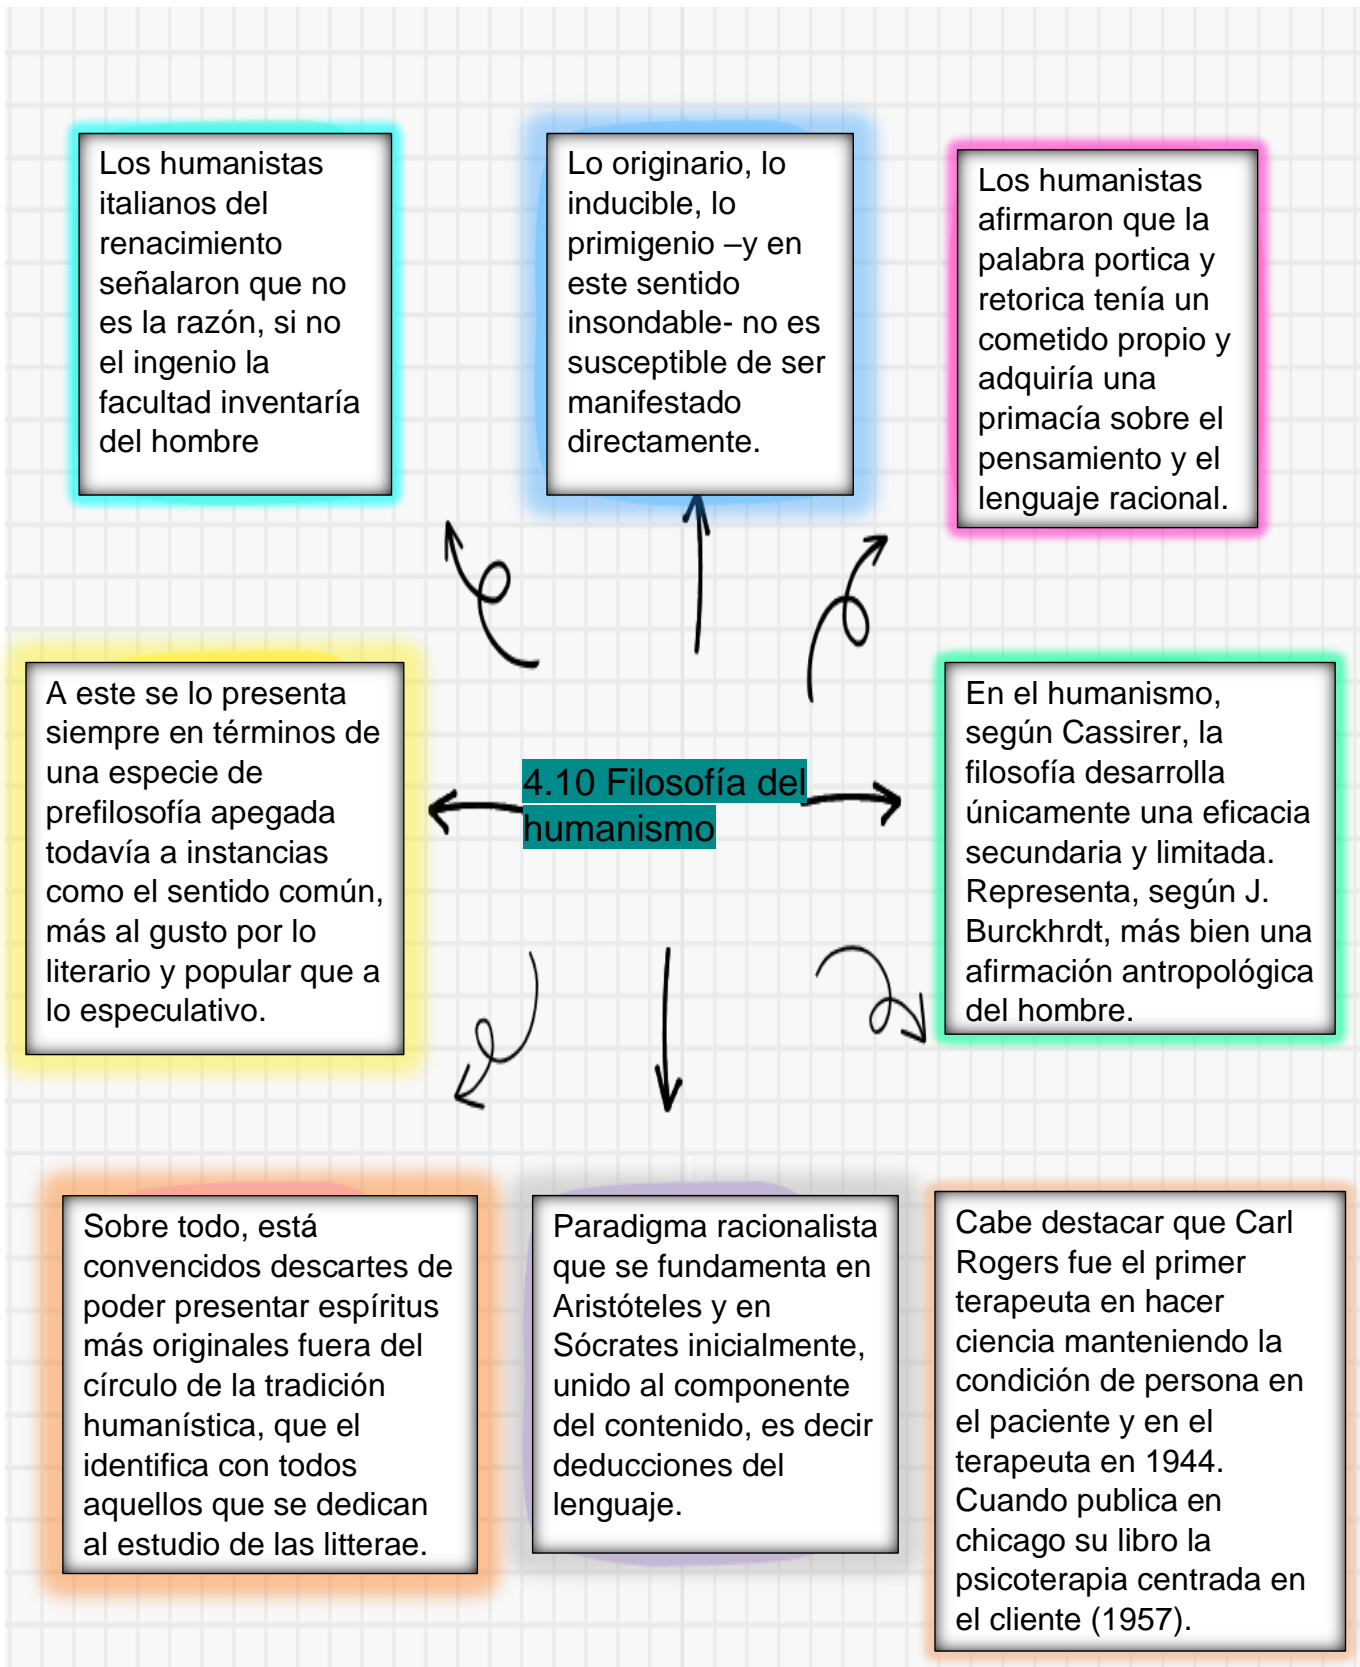 Los humanistas
italianos del
renacimiento
señalaron que no
es la razón, si no
el ingenio la
facultad inventaría
del hombre
Lo originario, lo
inducible, lo
primigenio –y en
este sentido
insondable- no es
susceptible de ser
manifestado
directamente.
Los humanistas
afirmaron que la
palabra portica y
retorica tenía un
cometido propio y
adquiría una
primacía sobre el
pensamiento y el
lenguaje racional.
A este se lo presenta
siempre en términos de
una especie de
prefilosofía apegada
todavía a instancias
como el sentido común,
más al gusto por lo
literario y popular que a
lo especulativo.
4.10 Filosofía del
humanismo
En el humanismo,
según Cassirer, la
filosofía desarrolla
únicamente una eficacia
secundaria y limitada.
Representa, según J.
Burckhrdt, más bien una
afirmación antropológica
del hombre.
Sobre todo, está
convencidos descartes de
poder presentar espíritus
más originales fuera del
círculo de la tradición
humanística, que el
identifica con todos
aquellos que se dedican
al estudio de las litterae.
Paradigma racionalista
que se fundamenta en
Aristóteles y en
Sócrates inicialmente,
unido al componente
del contenido, es decir
deducciones del
lenguaje.
Cabe destacar que Carl
Rogers fue el primer
terapeuta en hacer
ciencia manteniendo la
condición de persona en
el paciente y en el
terapeuta en 1944.
Cuando publica en
chicago su libro la
psicoterapia centrada en
el cliente (1957).